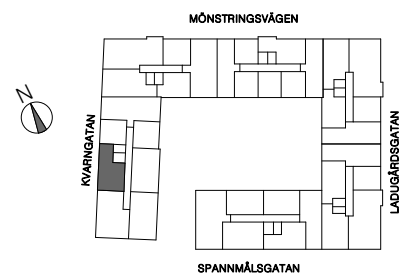 MÖNSTRINGSVÄGEN
N
KVARNGATAN
LADUGÅRDSGATAN
SPANNMÅLSGATAN